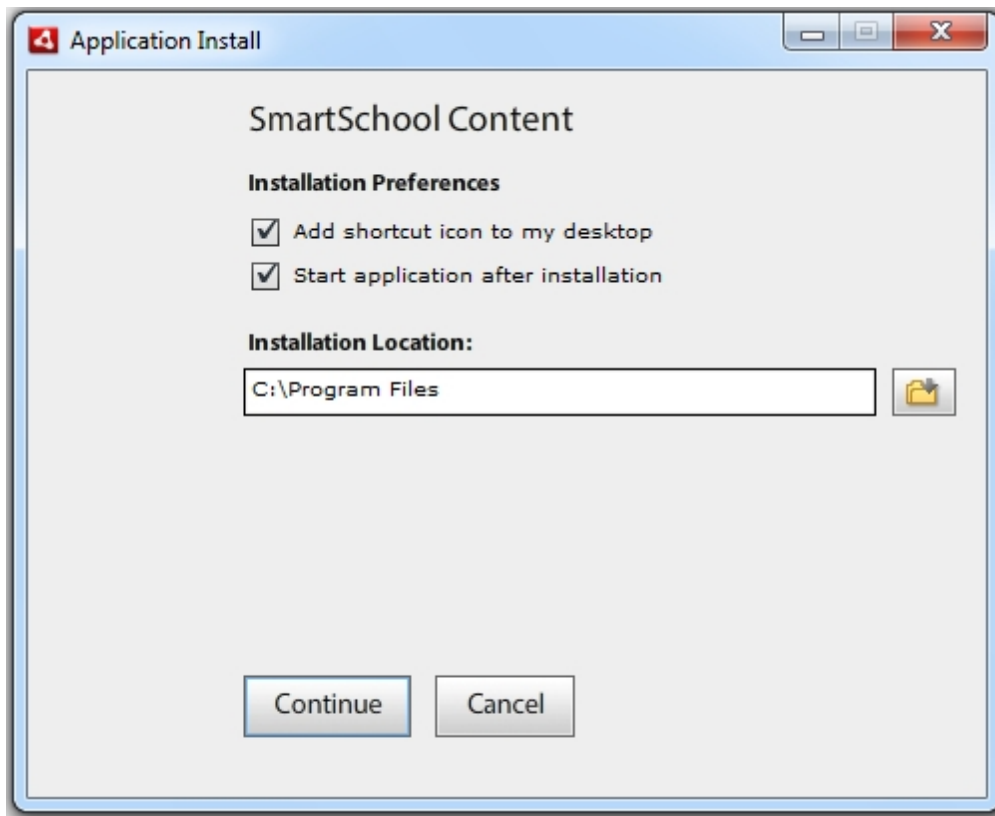 Application Install
SmartSchool Content
Installation Preferences
Add shortcut icon to my desktop
Start application after installation
Installation Location:
C:\Program Files
Continue
Cancel